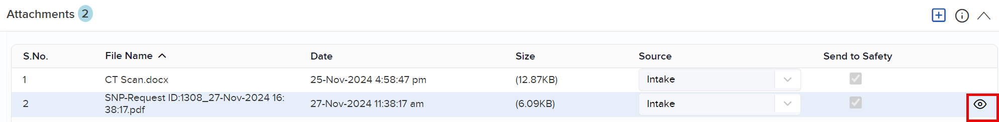 Attachments 2
S.No. File Name Date Size Source Send to Safety
1 CT Scan.docx 25-Nov-2024 4:58:47 pm (12.87KB) Intake
2 SNP-Request ID:1308_27-Nov-2024 16:
38:17.pdf 27-Nov-2024 11:38:17 am (6.09KB) Intake